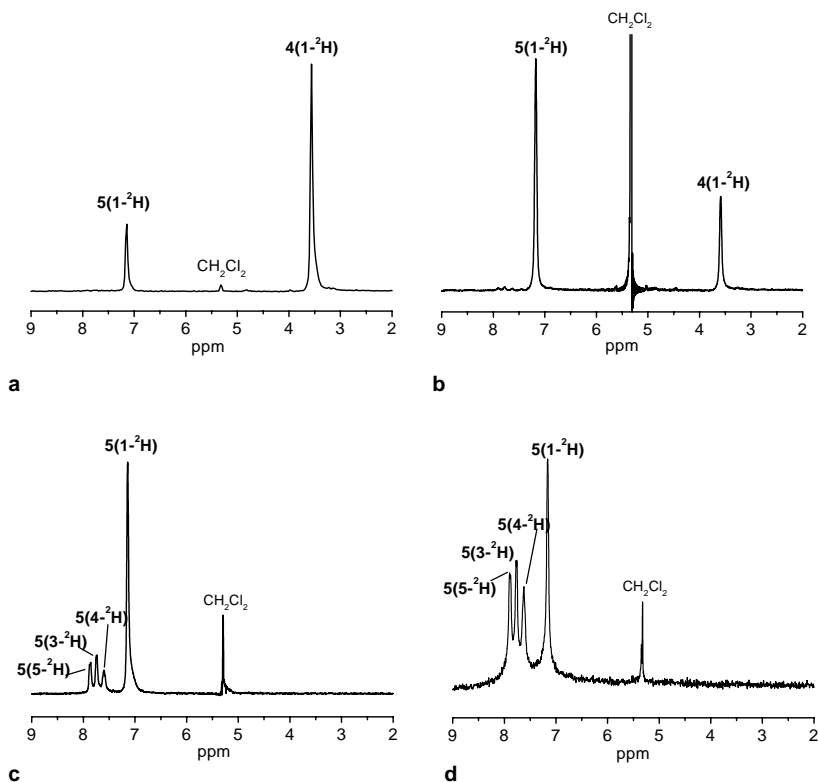 4(1-²H)
5(1-²H)
CH₂Cl₂
9 8 7 6 5 4 3 2
ppm
a
CH₂Cl₂
5(1-²H)
4(1-²H)
9 8 7 6 5 4 3 2
ppm
b
5(1-²H)
5(4-²H)
5(3-²H)
5(5-²H)
CH₂Cl₂
9 8 7 6 5 4 3 2
ppm
c
5(1-²H)
5(4-²H)
5(3-²H)
5(5-²H)
CH₂Cl₂
9 8 7 6 5 4 3 2
ppm
d